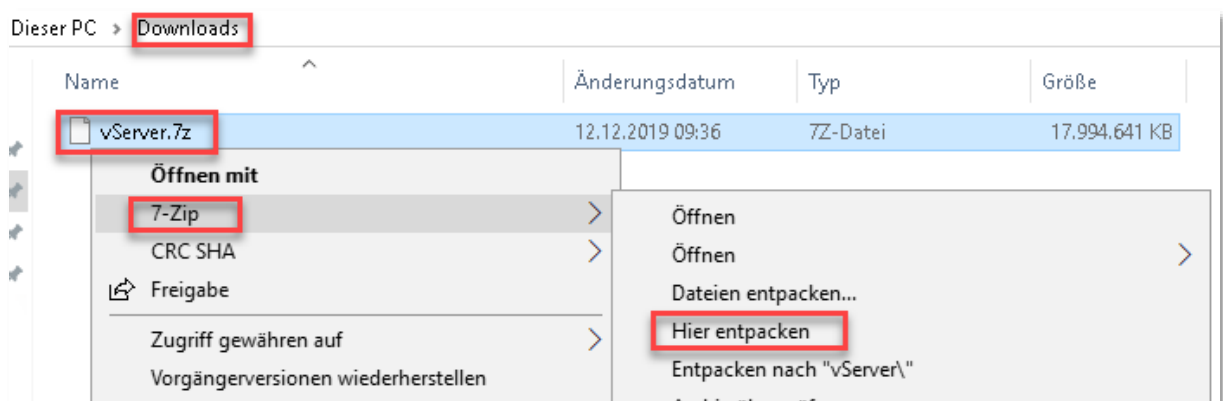 Dieser PC > Downloads
Name Änderungsdatum Typ Größe
vServer.7z 12.12.2019 09:36 7Z-Datei 17.994.641 KB
Öffnen mit
7-Zip
CRC SHA
Freigabe
Zugriff gewähren auf
Vorgängerversionen wiederherstellen
Öffnen
Öffnen
Dateien entpacken...
Hier entpacken
Entpacken nach "vServer\"